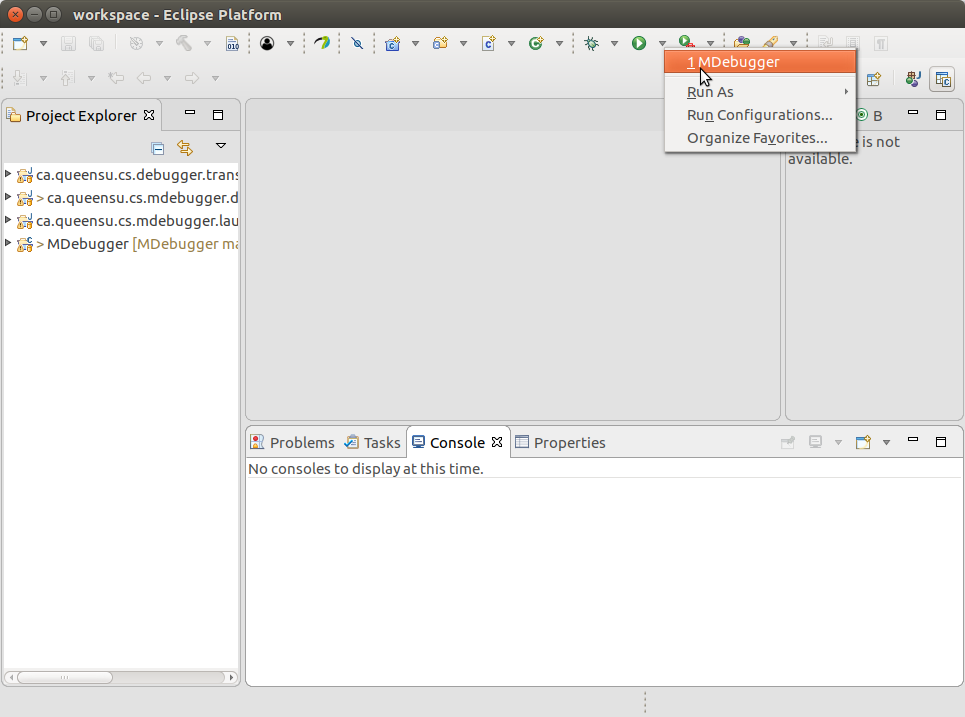 workspace - Eclipse Platform
010
1 MDebugger
Run As
Run Configurations...
Organize Favorites...
Project Explorer
B
is not
available.
ca.queensu.cs.debugger.trans
> ca.queensu.cs.mdebugger.d
ca.queensu.cs.mdebugger.lau
> MDebugger [MDebugger ma
Problems
Tasks
Console
Properties
No consoles to display at this time.